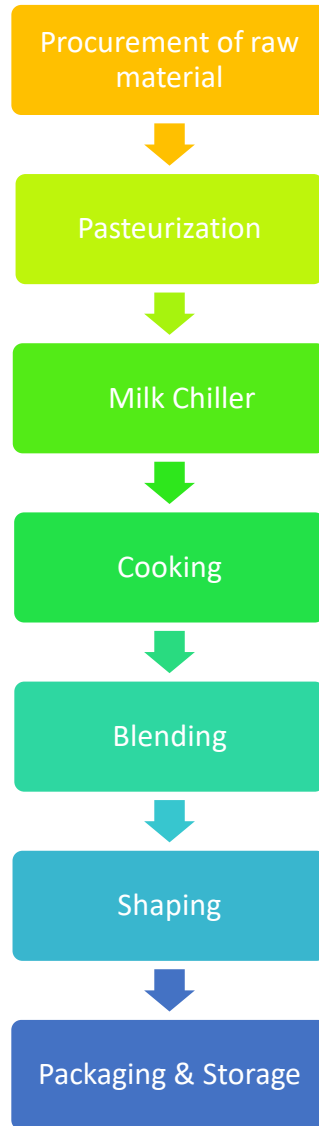 Procurement of raw
material
Pasteurization
Milk Chiller
Cooking
Blending
Shaping
Packaging & Storage